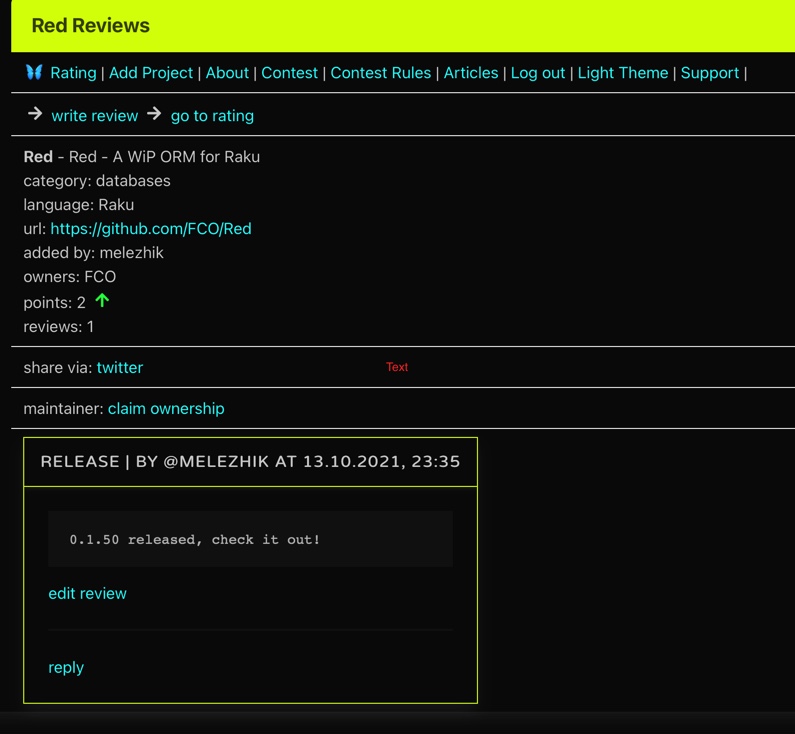 Red Reviews
Rating | Add Project | About | Contest | Contest Rules | Articles | Log out | Light Theme | Support |
write review → go to rating
Red - Red - A WiP ORM for Raku
category: databases
language: Raku
url: https://github.com/FCO/Red
added by: melezhik
owners: FCO
points: 2
reviews: 1
share via: twitter
Text
maintainer: claim ownership
RELEASE | BY @MELEZHIK AT 13.10.2021, 23:35
0.1.50 released, check it out!
edit review
reply